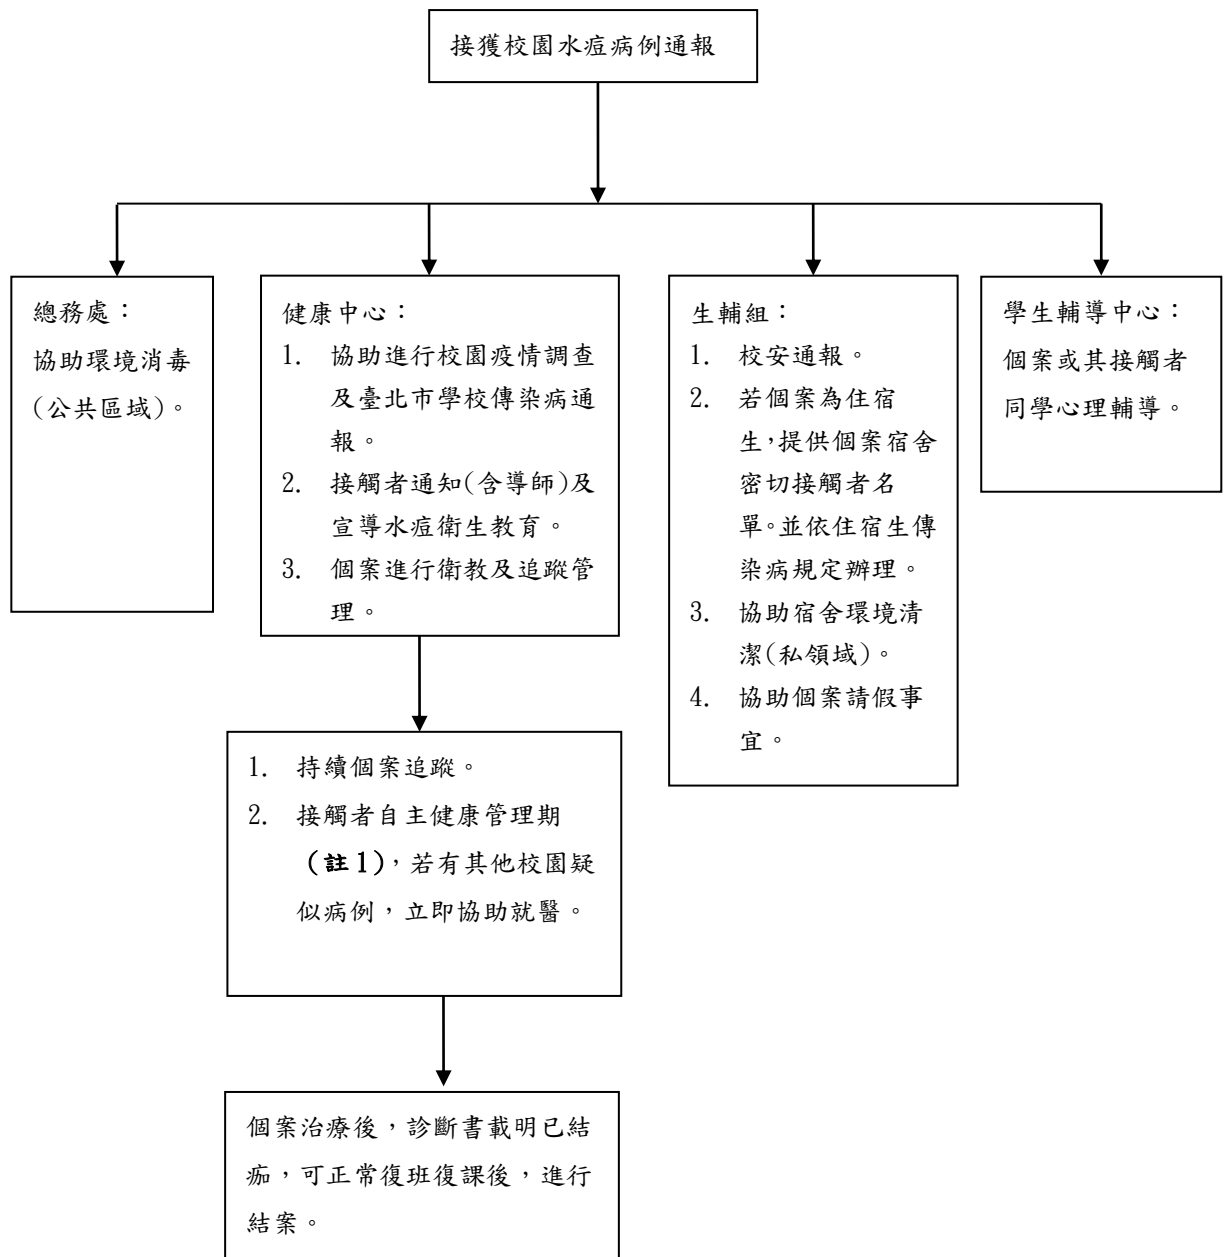 接獲校園水痘病例通報
總務處：
協助環境消毒
(公共區域)。
健康中心：
1. 協助進行校園疫情調查
及臺北市學校傳染病通
報。
2. 接觸者通知(含導師)及
宣導水痘衛生教育。
3. 個案進行衛教及追蹤管
理。
生輔組：
1. 校安通報。
2. 若個案為住宿
生，提供個案宿舍
密切接觸者名
單。並依住宿生傳
染病規定辦理。
3. 協助宿舍環境清
潔(私領域)。
4. 協助個案請假事
宜。
學生輔導中心：
個案或其接觸者
同學心理輔導。
1. 持續個案追蹤。
2. 接觸者自主健康管理期
(註1)，若有其他校園疑
似病例，立即協助就醫。
個案治療後，診斷書載明已結
痂，可正常復班復課後，進行
結案。